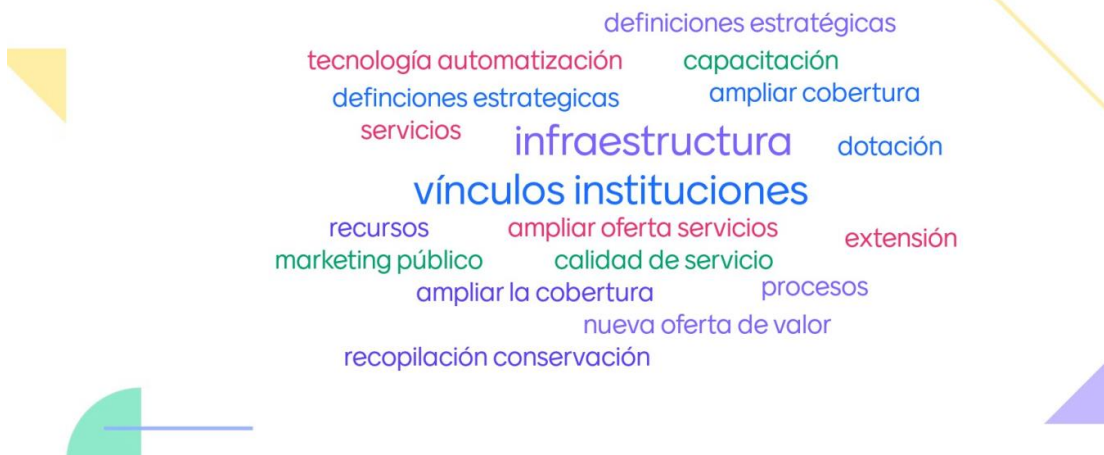 definiciones estratégicas
tecnología automatización
capacitación
definciones estrategicas
ampliar cobertura
servicios
infraestructura
dotación
vínculos instituciones
recursos
ampliar oferta servicios
extensión
marketing público
calidad de servicio
ampliar la cobertura
procesos
nueva oferta de valor
recopilación conservación